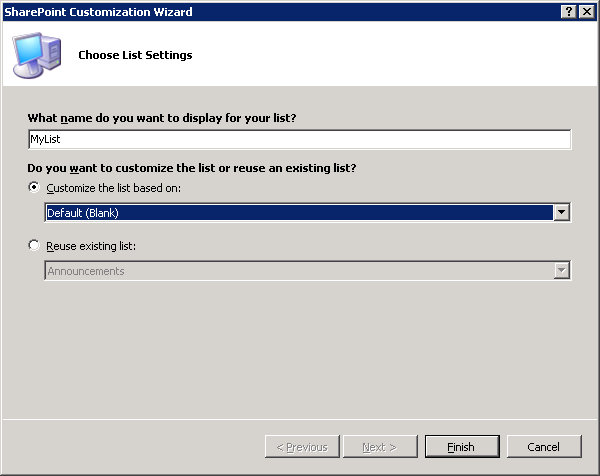 SharePoint Customization Wizard
Choose List Settings
What name do you want to display for your list?
MyList
Do you want to customize the list or reuse an existing list?
Customize the list based on:
Default (Blank)
Reuse existing list:
Announcements
< Previous
Next >
Finish
Cancel